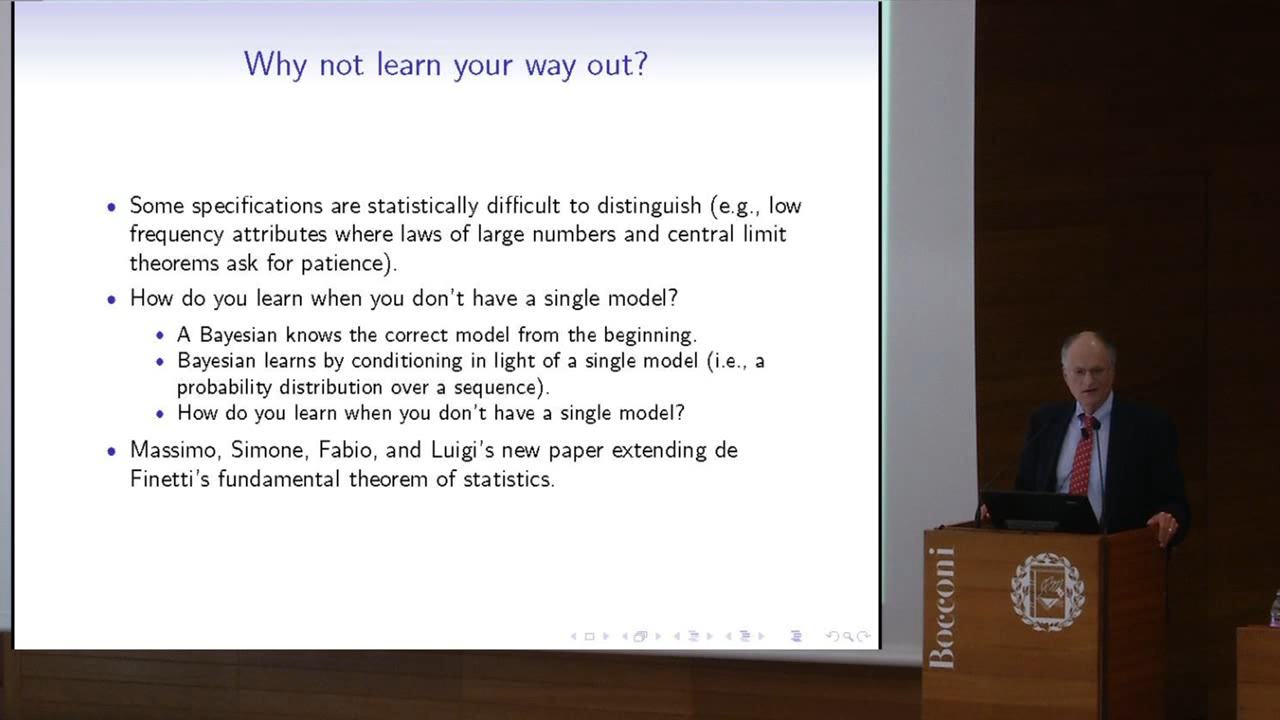 Why not learn your way out?
• Some specifications are statistically difficult to distinguish (e.g., low
frequency attributes where laws of large numbers and central limit
theorems ask for patience).
• How do you learn when you don't have a single model?
• A Bayesian knows the correct model from the beginning.
• Bayesian learns by conditioning in light of a single model (i.e., a
probability distribution over a sequence).
• How do you learn when you don't have a single model?
• Massimo, Simone, Fabio, and Luigi's new paper extending de
Finetti's fundamental theorem of statistics.
Bocconi